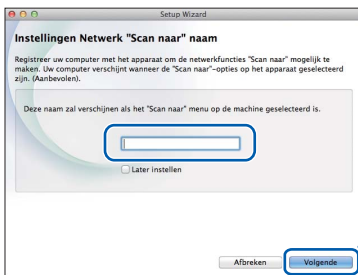 Setup Wizard
Instellingen Netwerk "Scan naar" naam
Registreer uw computer met het apparaat om de netwerkfuncties "Scan naar" mogelijk te
maken. Uw computer verschijnt wanneer de "Scan naar"-opties op het apparaat geselecteerd
zijn. (Aanbevolen).
Deze naam zal verschijnen als het "Scan naar" menu op de machine geselecteerd is.
Later instellen
Afbreken
Volgende